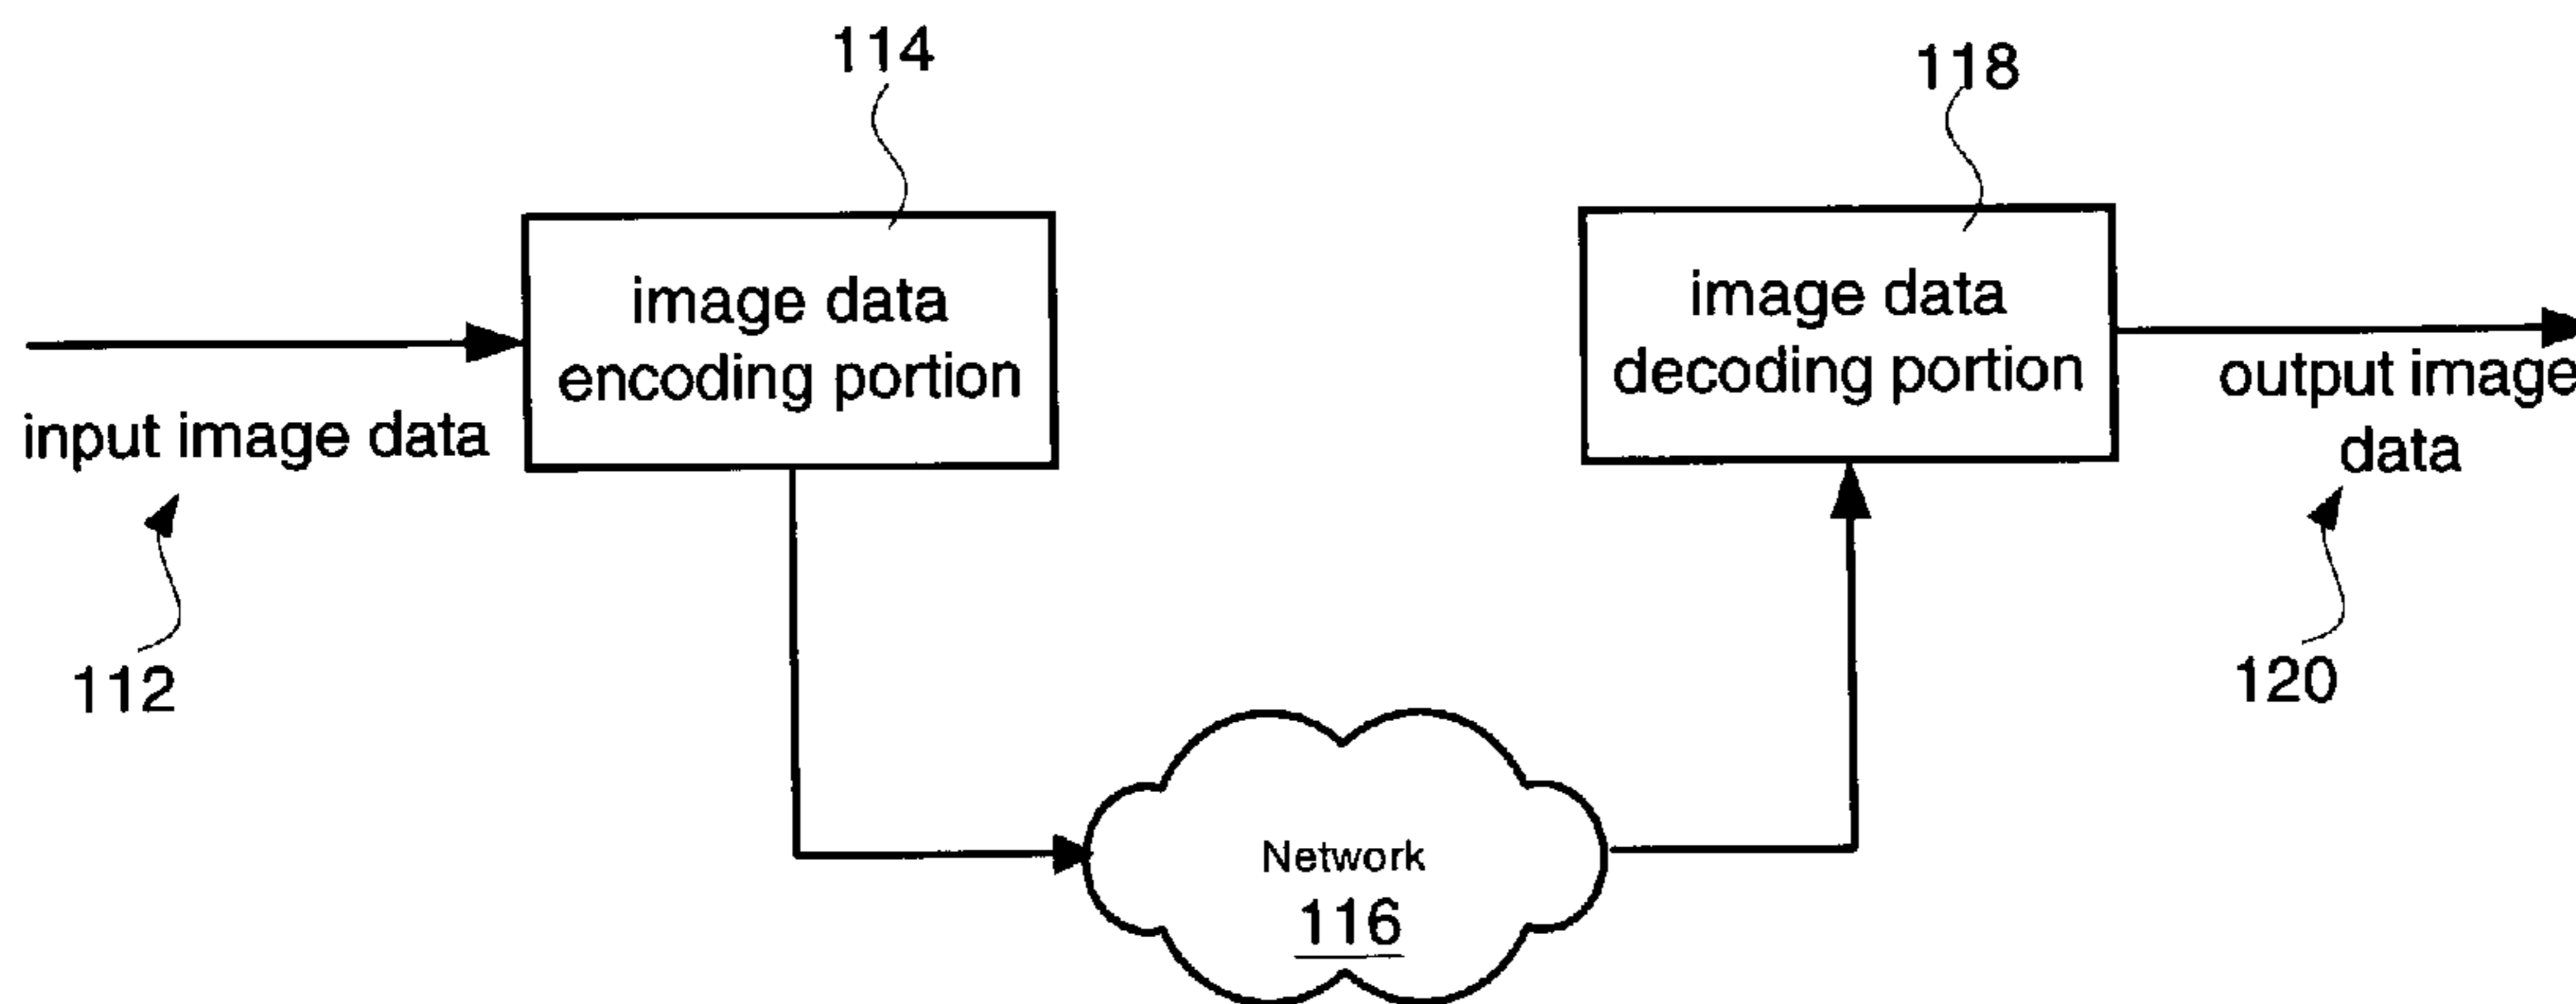 114
118
image data
encoding portion
image data
decoding portion
input image data
output image
data
112
120
Network
116